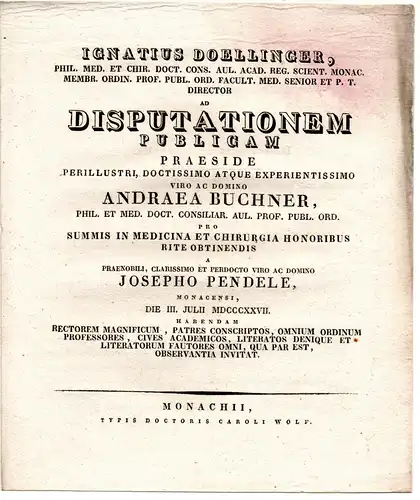 IGNATIUS DOELLINGER,
PHIL. MED. ET CHIR. DOCT. CONS. AUL. ACAD. REG. SCIENT. MONAC.
MEMBR. ORDIN. PROF. PUBL. ORD. FACULT. MED. SENIOR ET P. T.
DIRECTOR
AD
DISPUTATIONEM
PUBLICAM
PRAESIDE
PERILLUSTRI, DOCTISSIMO ATQUE EXPERIENTISSIMO
VIRO AC DOMINO
ANDRAEA BUCHNER,
PHIL. ET MED. DOCT. CONSILIAR. AUL. PROF. PUBL. ORD.
PRO
SUMMIS IN MEDICINA ET CHIRURGIA HONORIBUS
RITE OBTINENDIS
A
PRAENOBILI, CLARISSIMO ET PERDOCTO VIRO AC DOMINO
JOSEPHO PENDELE,
MONACENSI,
DIE III. JULII MDCCCXXVII.
HABENDAM
RECTOREM MAGNIFICUM, PATRES CONSCRIPTOS, OMNIUM ORDINUM
PROFESSORES, CIVES ACADEMICOS, LITERATOS DENIQUE ET
LITERATORUM FAUTORES OMNI, QUA PAR EST,
OBSERVANTIA INVITAT.
MONACHII,
TYPIS DOCTORIS CAROLI WOLF.